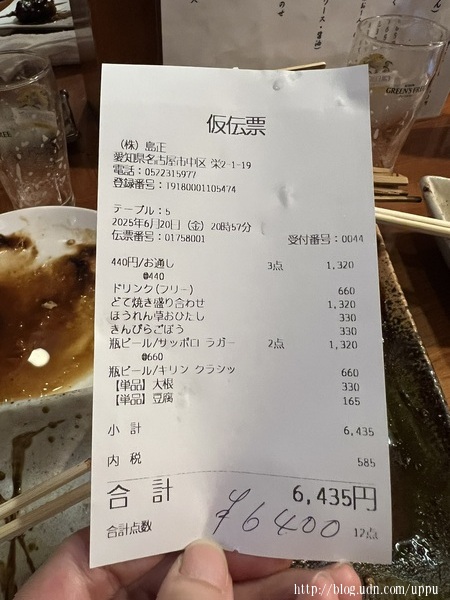 仮伝票
(株)島正
愛知県名古屋市中区 栄2-1-19
電話:0522315977
登録番号:19180001105474
テーブル:5
2025年6月20日(金)20時57分
伝票番号:01758001 受付番号:0044
440円/お通し 3点 1,320
@440
ドリンク(フリー) 660
どて焼き盛り合わせ 1,320
ほうれん草おひたし 330
きんぴらごぼう 330
瓶ビール/サッポロ ラガー 2点 1,320
@660
瓶ビール/キリン クラシッ 660
【単品】大根 330
【単品】豆腐 165
小 計 6,435
内 税 585
合 計 6,435円
合計点数 12点
¥6400
GREEN'S FREE
http://blog.udn.com/uppu